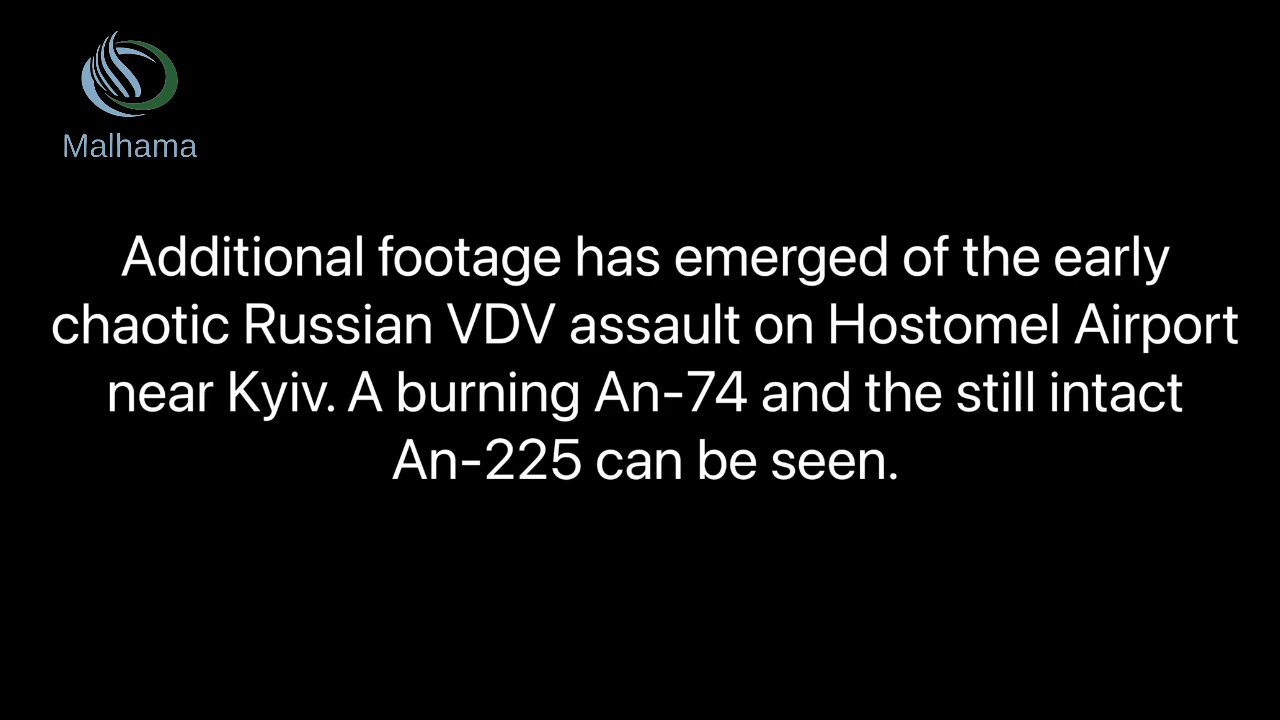 Malhama
Additional footage has emerged of the early
chaotic Russian VDV assault on Hostomel Airport
near Kyiv. A burning An-74 and the still intact
An-225 can be seen.